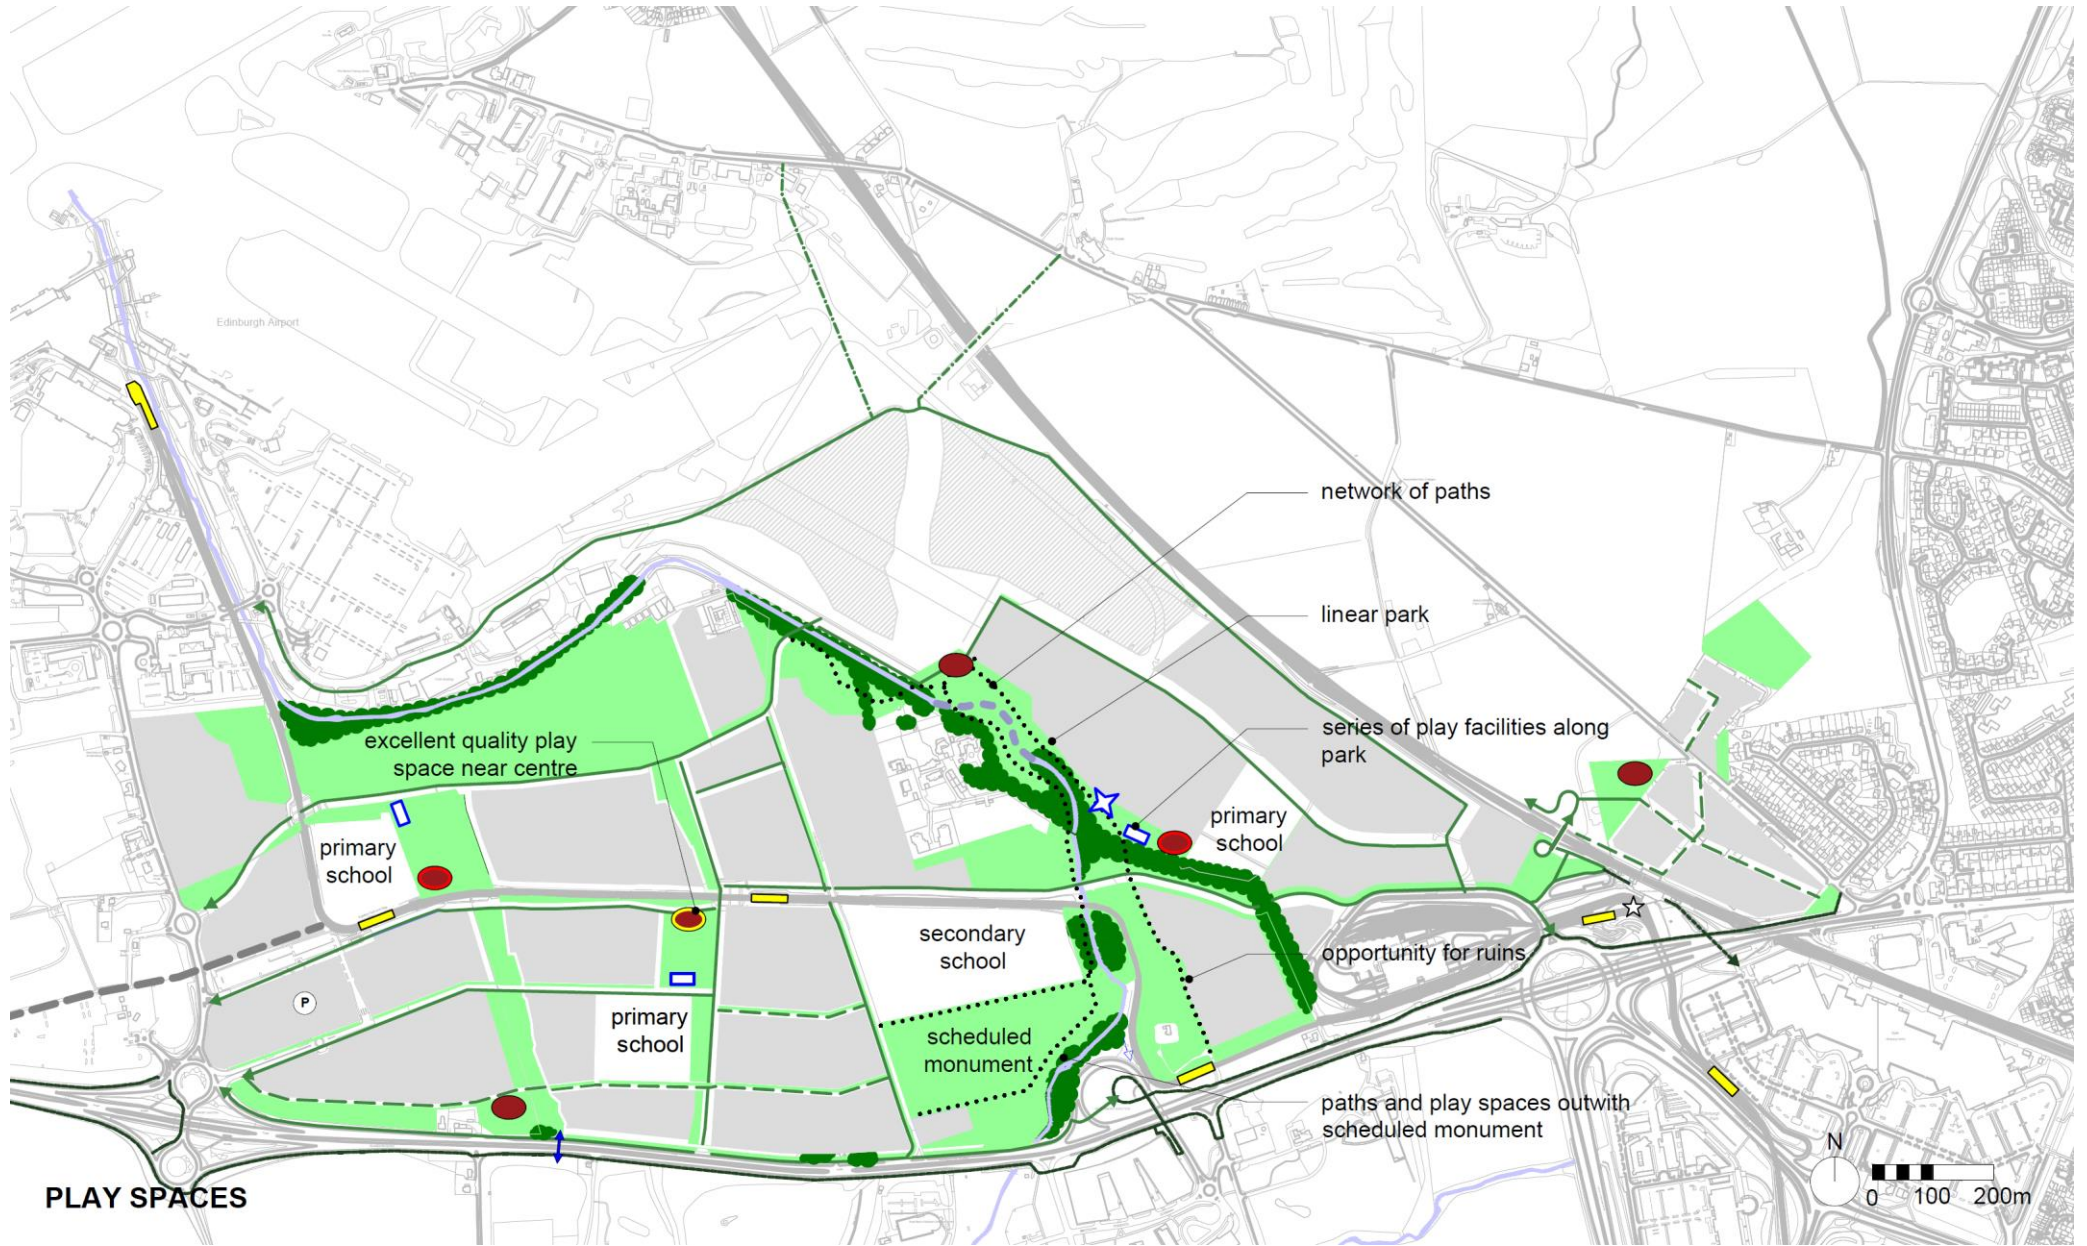 Edinburgh Airport
network of paths
linear park
series of play facilities along
park
excellent quality play
space near centre
primary
school
primary
school
secondary
school
opportunity for ruins
P
primary
school
scheduled
monument
paths and play spaces outwith
scheduled monument
N
0 100 200m
PLAY SPACES